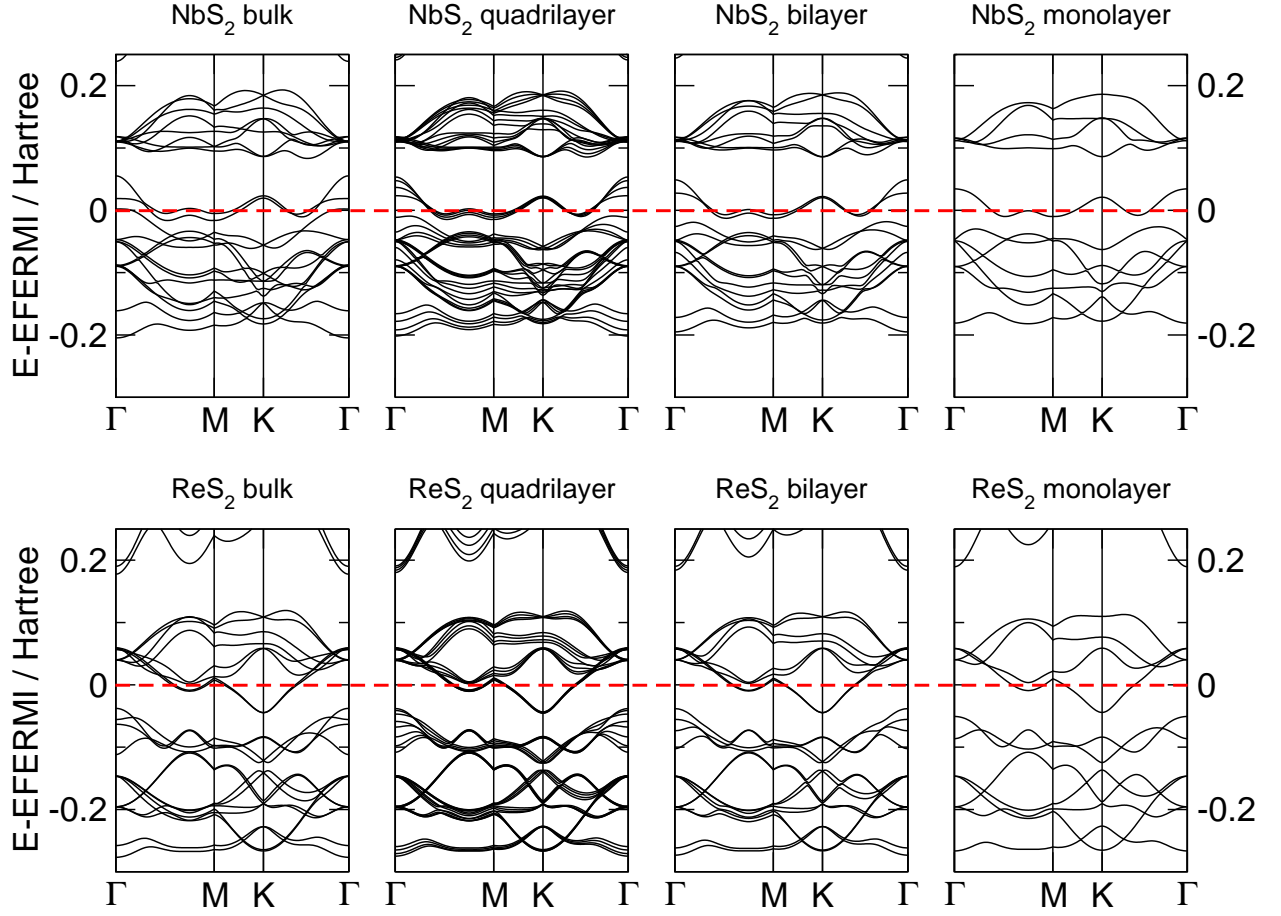 NbS₂ bulk
NbS₂ quadrilayer
NbS₂ bilayer
NbS₂ monolayer
E-EFERMI / Hartree
0.2
0
-0.2
0.2
0
-0.2
Γ M K Γ
Γ M K Γ
Γ M K Γ
Γ M K Γ
ReS₂ bulk
ReS₂ quadrilayer
ReS₂ bilayer
ReS₂ monolayer
E-EFERMI / Hartree
0.2
0
-0.2
0.2
0
-0.2
Γ M K Γ
Γ M K Γ
Γ M K Γ
Γ M K Γ